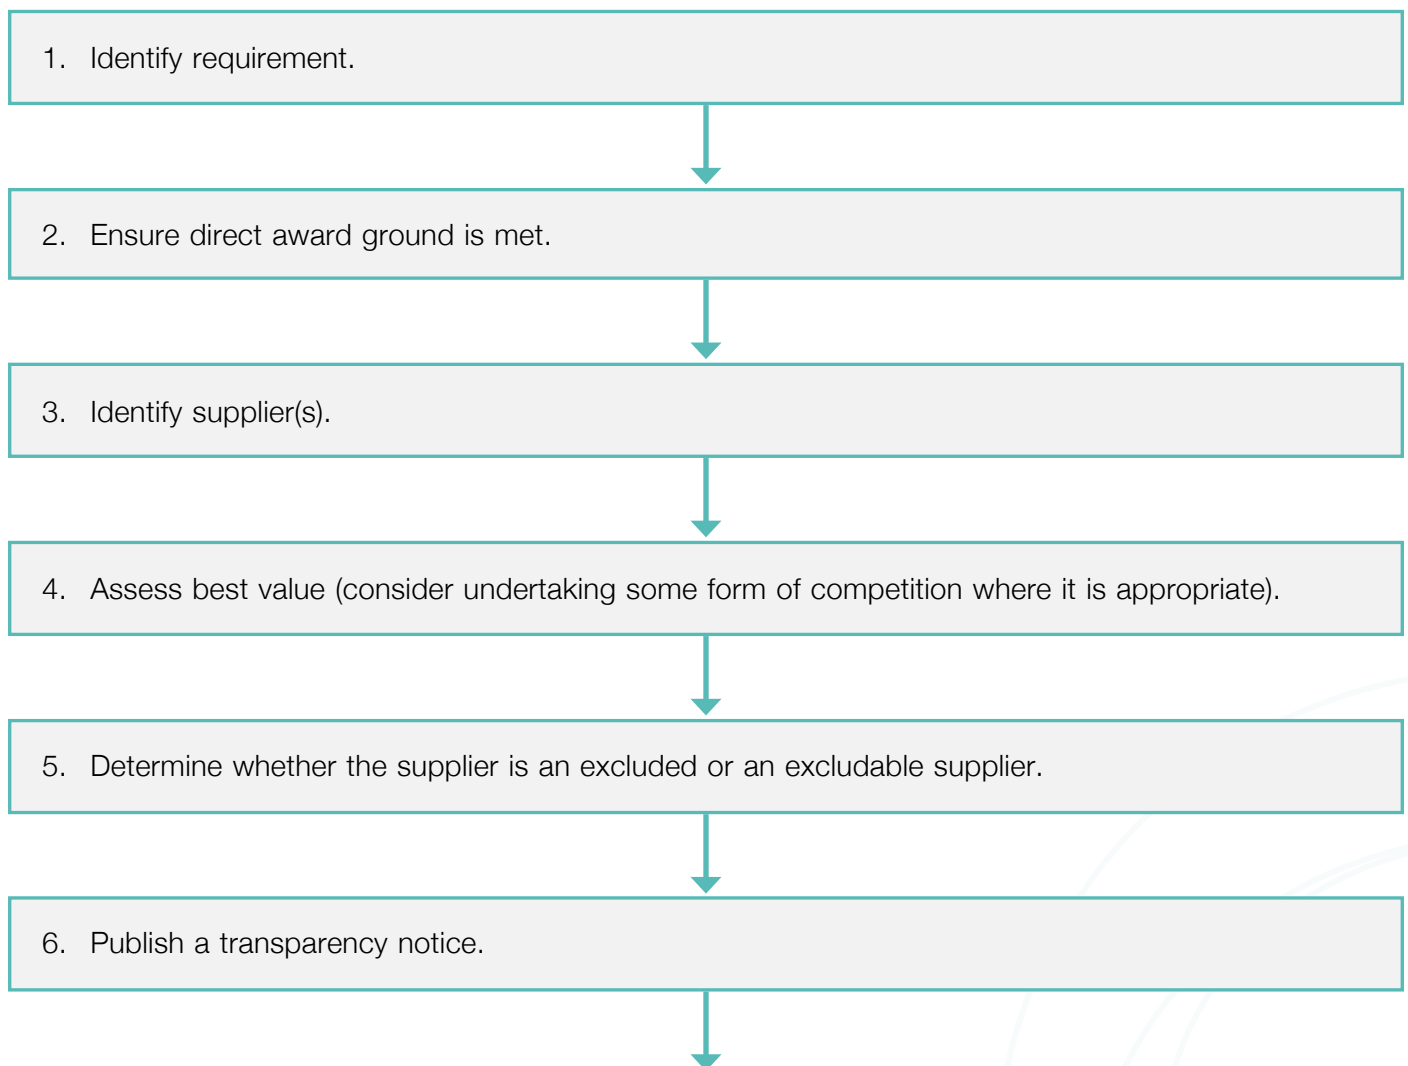 1. Identify requirement.
2. Ensure direct award ground is met.
3. Identify supplier(s).
4. Assess best value (consider undertaking some form of competition where it is appropriate).
5. Determine whether the supplier is an excluded or an excludable supplier.
6. Publish a transparency notice.